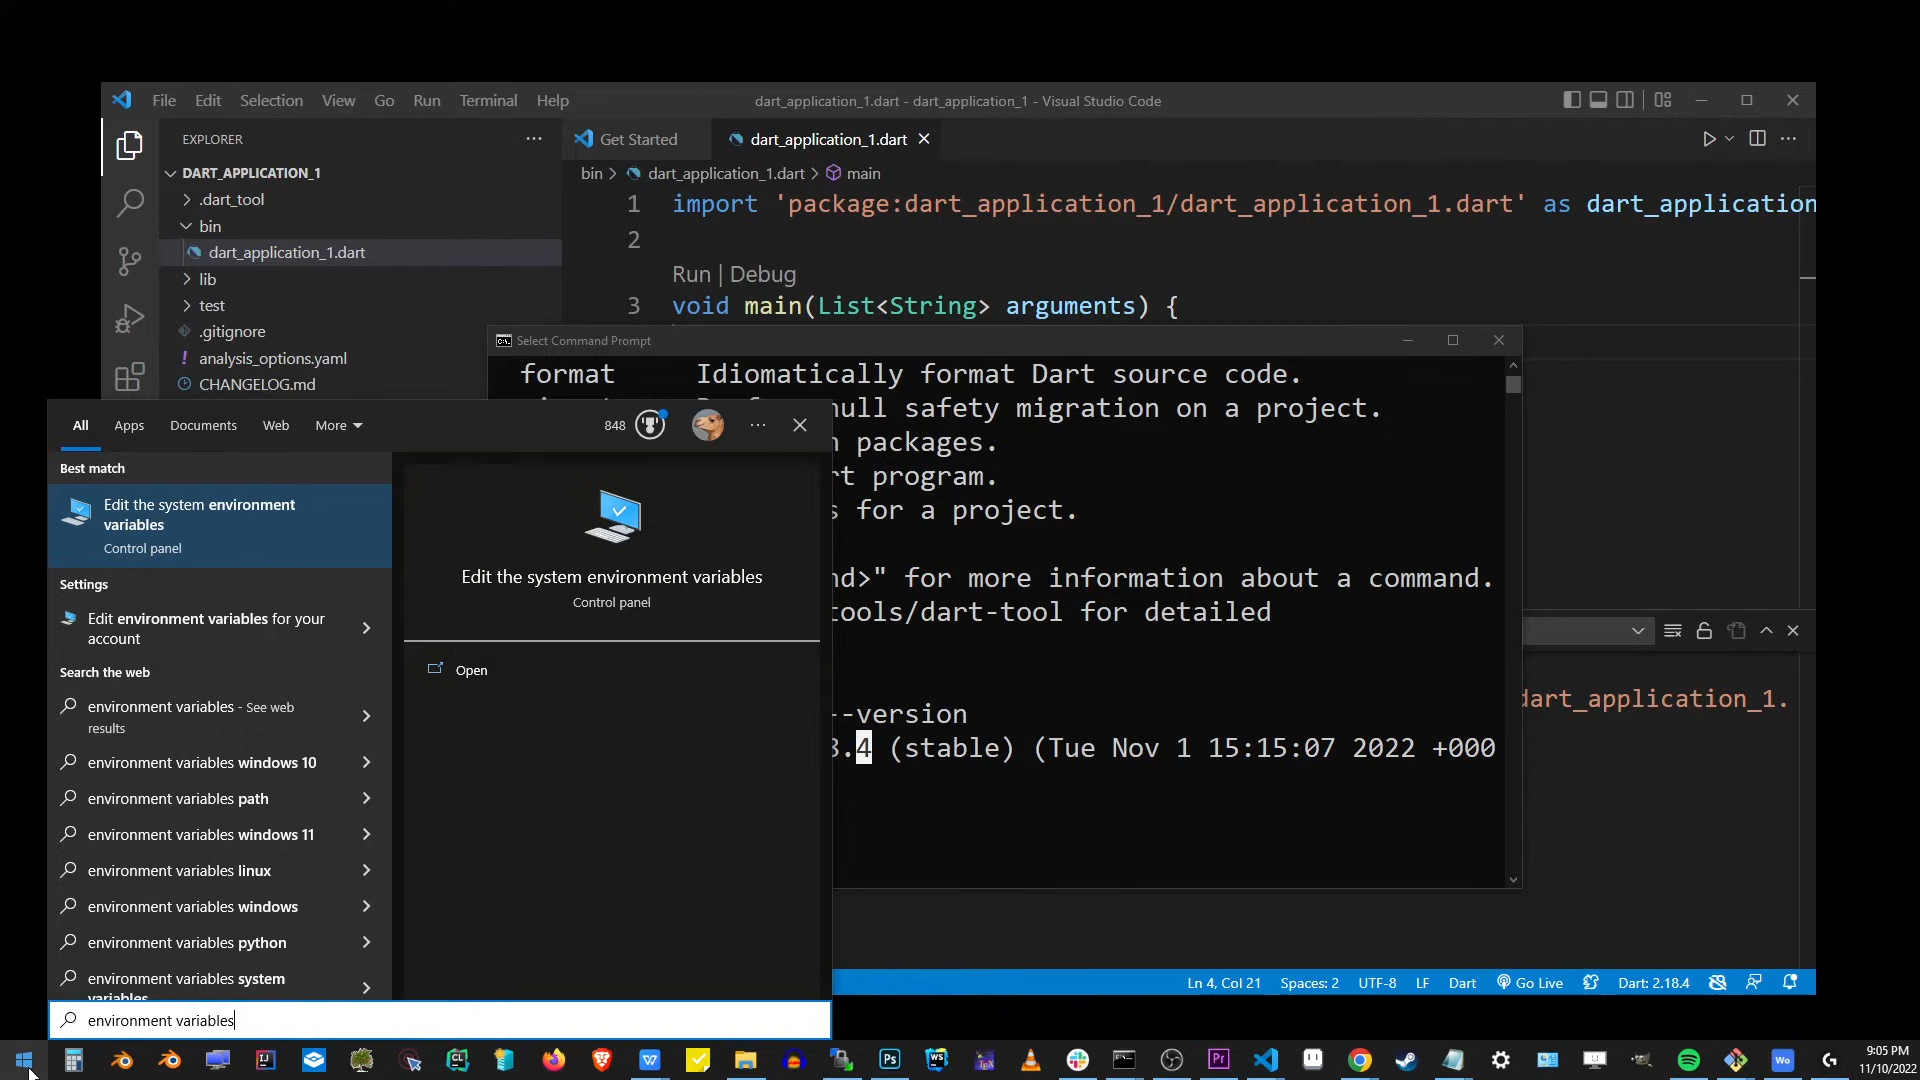 File Edit Selection View Go Run Terminal Help
dart_application_1.dart - dart_application_1 - Visual Studio Code
EXPLORER
DART_APPLICATION_1
.dart_tool
bin
dart_application_1.dart
lib
test
.gitignore
analysis_options.yaml
CHANGELOG.md
Get Started
dart_application_1.dart
bin > dart_application_1.dart > main
1 import 'package:dart_application_1/dart_application_1.dart' as dart_application
2
Run | Debug
3 void main(List<String> arguments) {
Select Command Prompt
format Idiomatically format Dart source code.
null safety migration on a project.
packages.
program.
for a project.
for more information about a command.
tools/dart-tool for detailed
--version
.4 (stable) (Tue Nov 1 15:15:07 2022 +000
dart_application_1.
All Apps Documents Web More
848
Best match
Edit the system environment
variables
Control panel
Settings
Edit environment variables for your
account
Search the web
environment variables - See web
results
environment variables windows 10
environment variables path
environment variables windows 11
environment variables linux
environment variables windows
environment variables python
environment variables system
variables
Edit the system environment variables
Control panel
Open
environment variables
Ln 4, Col 21 Spaces: 2 UTF-8 LF Dart Go Live Dart: 2.18.4
9:05 PM
11/10/2022